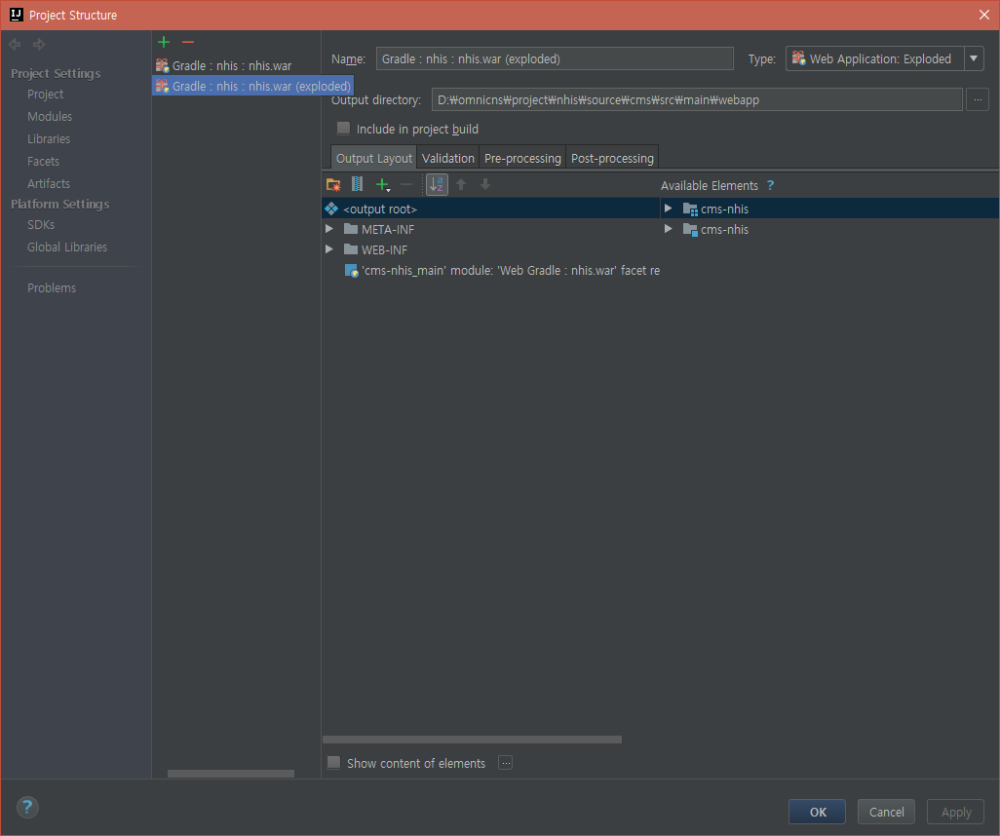 Project Structure
Project Settings
Project
Modules
Libraries
Facets
Artifacts
Platform Settings
SDKs
Global Libraries
Problems
Gradle : nhis : nhis.war
Gradle : nhis : nhis.war (exploded)
Name: Gradle : nhis : nhis.war (exploded) Type: Web Application: Exploded
Output directory: D:₩omnicns₩project₩nhis₩source₩cms₩src₩main₩webapp ...
Include in project build
Output Layout Validation Pre-processing Post-processing
Available Elements ?
<output root> cms-nhis
META-INF cms-nhis
WEB-INF
'cms-nhis_main' module: 'Web Gradle : nhis.war' facet re
Show content of elements ...
? OK Cancel Apply